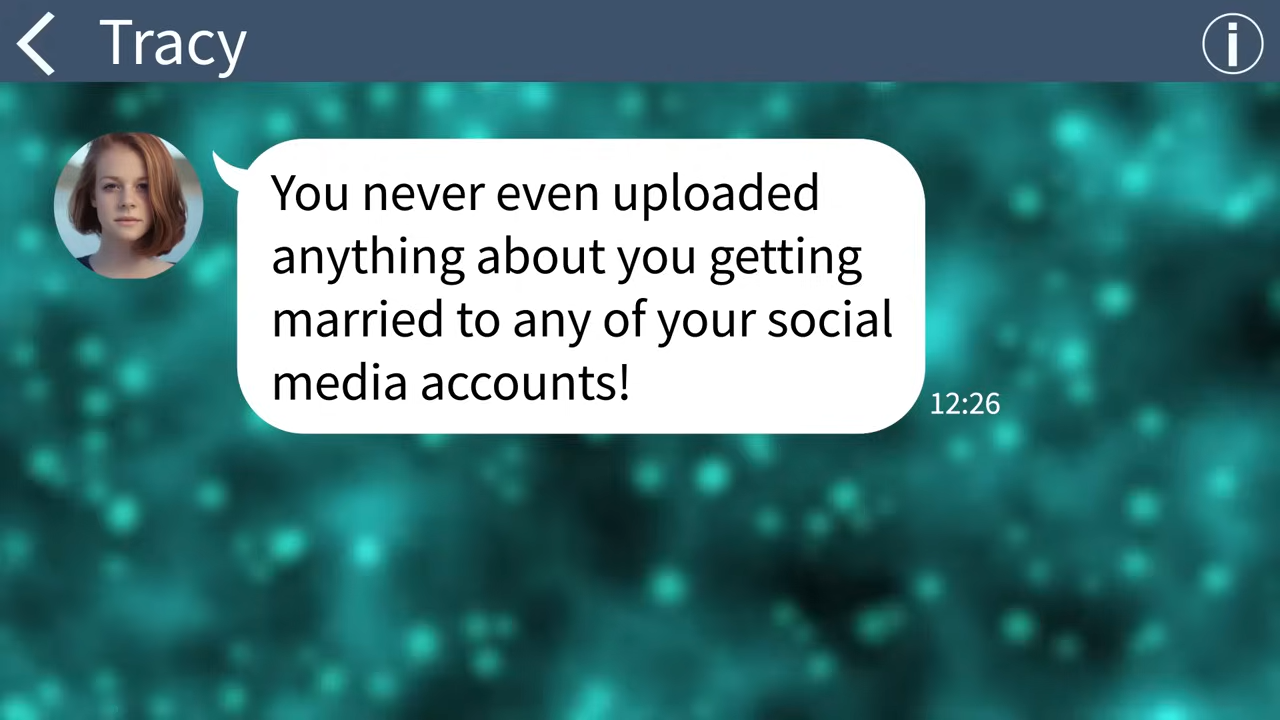 Tracy
You never even uploaded
anything about you getting
married to any of your social
media accounts!
12:26